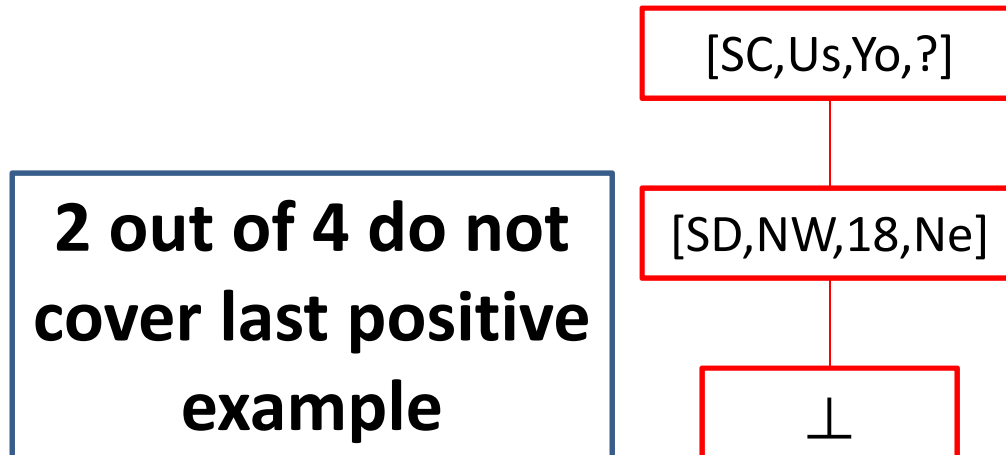 [SC,Us,Yo,?]
2 out of 4 do not
cover last positive
example
[SD,NW,18,Ne]
⊥